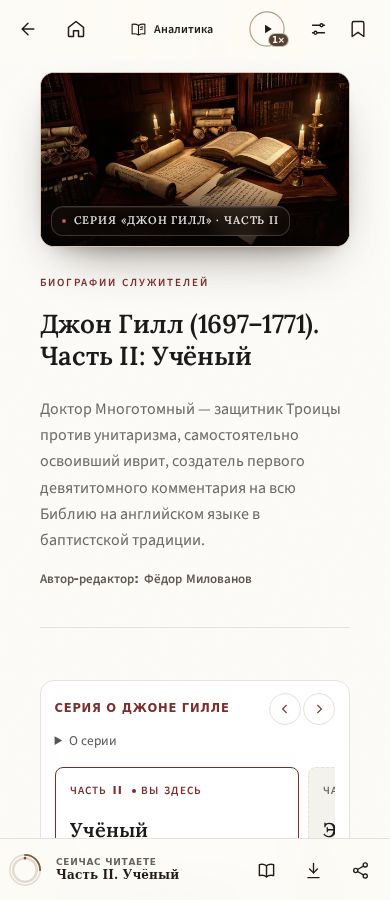 Аналитика
1×
СЕРИЯ «ДЖОН ГИЛЛ» · ЧАСТЬ II
БИОГРАФИИ СЛУЖИТЕЛЕЙ
Джон Гилл (1697–1771).
Часть II: Учёный
Доктор Многотомный — защитник Троицы
против унитаризма, самостоятельно
освоивший иврит, создатель первого
девятитомного комментария на всю
Библию на английском языке в
баптистской традиции.
Автор-редактор: Фёдор Милованов
СЕРИЯ О ДЖОНЕ ГИЛЛЕ
О серии
ЧАСТЬ II • ВЫ ЗДЕСЬ
Учёный
СЕЙЧАС ЧИТАЕТЕ
Часть II. Учёный